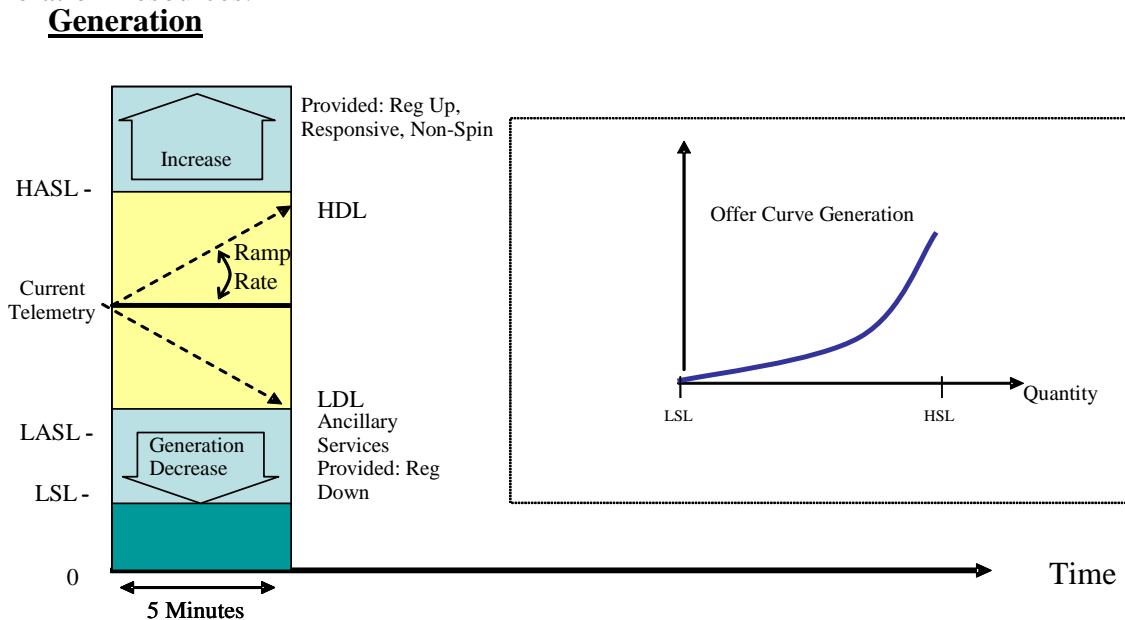 Generation
Provided: Reg Up,
Responsive, Non-Spin
Increase
HASL -
HDL
Ramp
Rate
Current
Telemetry
LDL
Ancillary
Services
Provided: Reg
Down
LASL -
Generation
Decrease
LSL -
0
5 Minutes
Time
Offer Curve Generation
Quantity
LSL
HSL